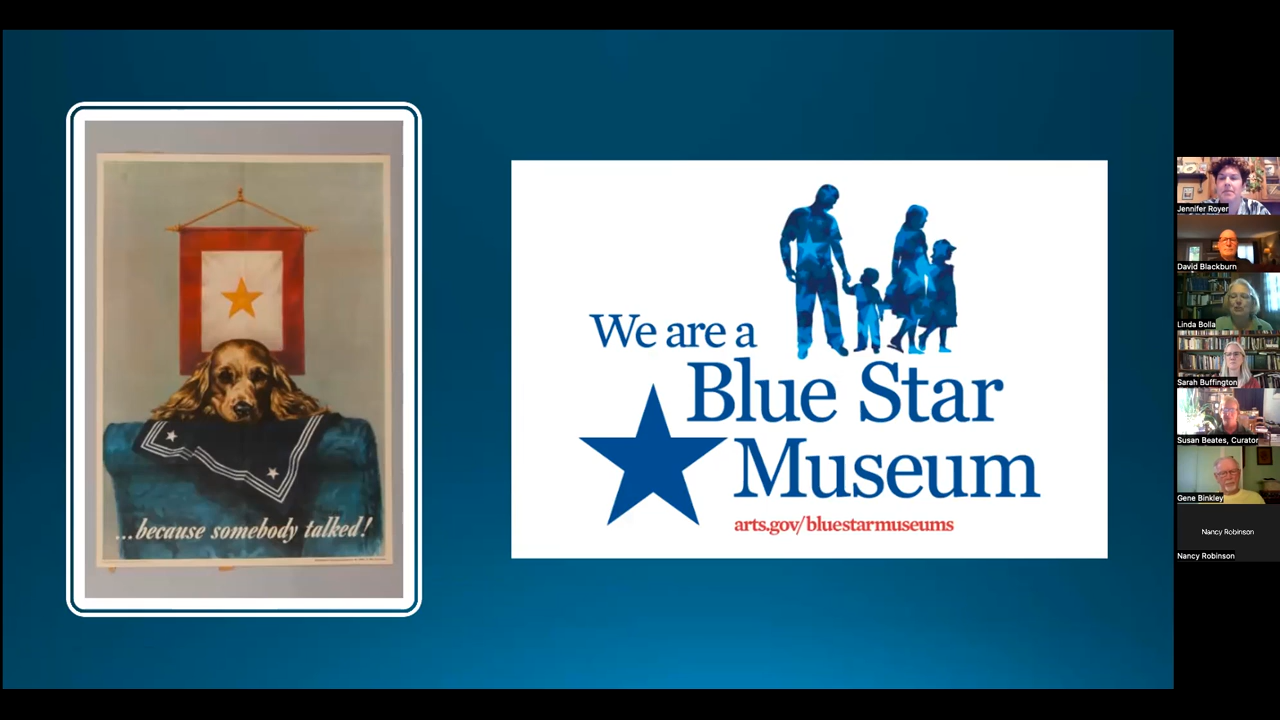 ...because somebody talked!
We are a
Blue Star
Museum
arts.gov/bluestarmuseums
Jennifer Royer
David Blackburn
Linda Bolla
Sarah Buffington
Susan Beates, Curator
Gene Binkley
Nancy Robinson
Nancy Robinson